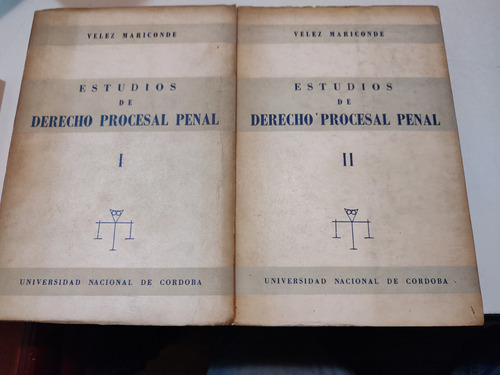 VELEZ MARICONDE
ESTUDIOS
DE
DERECHO PROCESAL PENAL
I
UNIVERSIDAD NACIONAL DE CORDOBA
VELEZ MARICONDE
ESTUDIOS
DE
DERECHO PROCESAL PENAL
II
UNIVERSIDAD NACIONAL DE CORDOBA